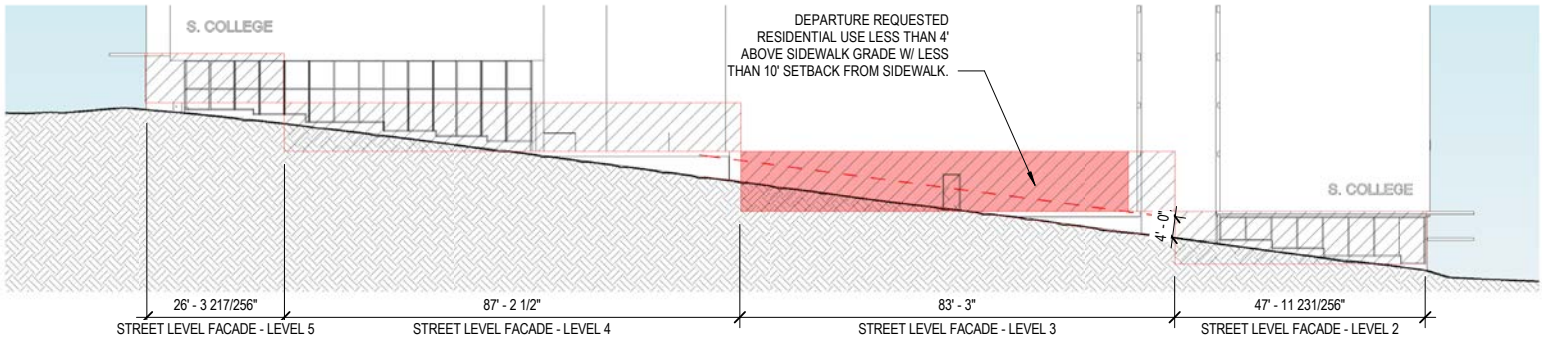 S. COLLEGE
DEPARTURE REQUESTED
RESIDENTIAL USE LESS THAN 4'
ABOVE SIDEWALK GRADE W/ LESS
THAN 10' SETBACK FROM SIDEWALK.
S. COLLEGE
4' - 0"
26' - 3 217/256"
87' - 2 1/2"
83' - 3"
47' - 11 231/256"
STREET LEVEL FACADE - LEVEL 5
STREET LEVEL FACADE - LEVEL 4
STREET LEVEL FACADE - LEVEL 3
STREET LEVEL FACADE - LEVEL 2